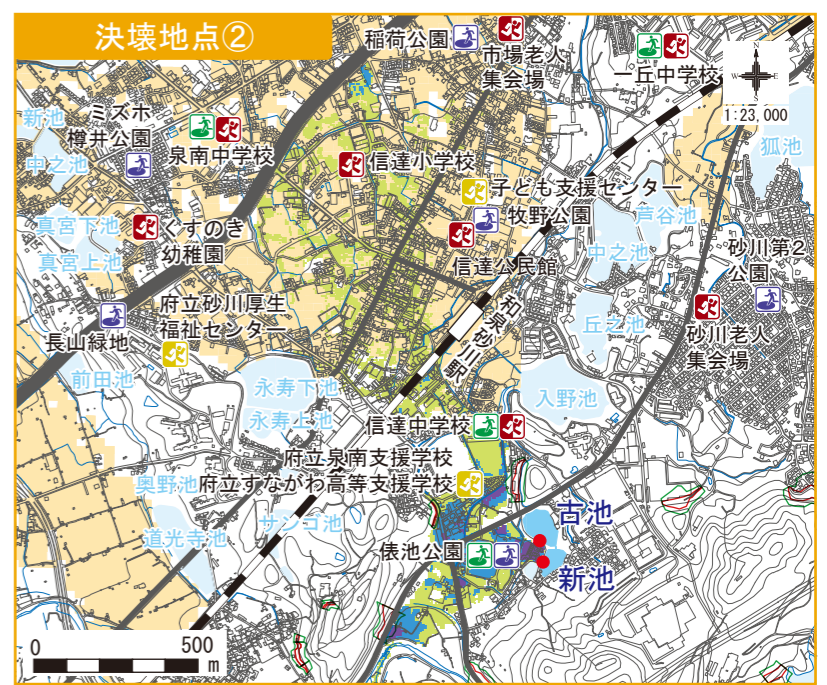 決壊地点②
稲荷公園
市場老人
集会場
一丘中学校
W E
1:23,000
新池
ミズホ
樽井公園
中之池
泉南中学校
信達小学校
狐池
子ども支援センター
牧野公園
芦谷池
真宮下池
くすのき
幼稚園
真宮上池
信達公民館
中之池
砂川第2
公園
府立砂川厚生
福祉センター
和泉砂川駅
長山緑地
丘之池
砂川老人
集会場
前田池
永寿下池
永寿上池
入野池
信達中学校
府立泉南支援学校
府立すながわ高等支援学校
奥野池
サンゴ池
道光寺池
古池
俵池公園
新池
0 500
m